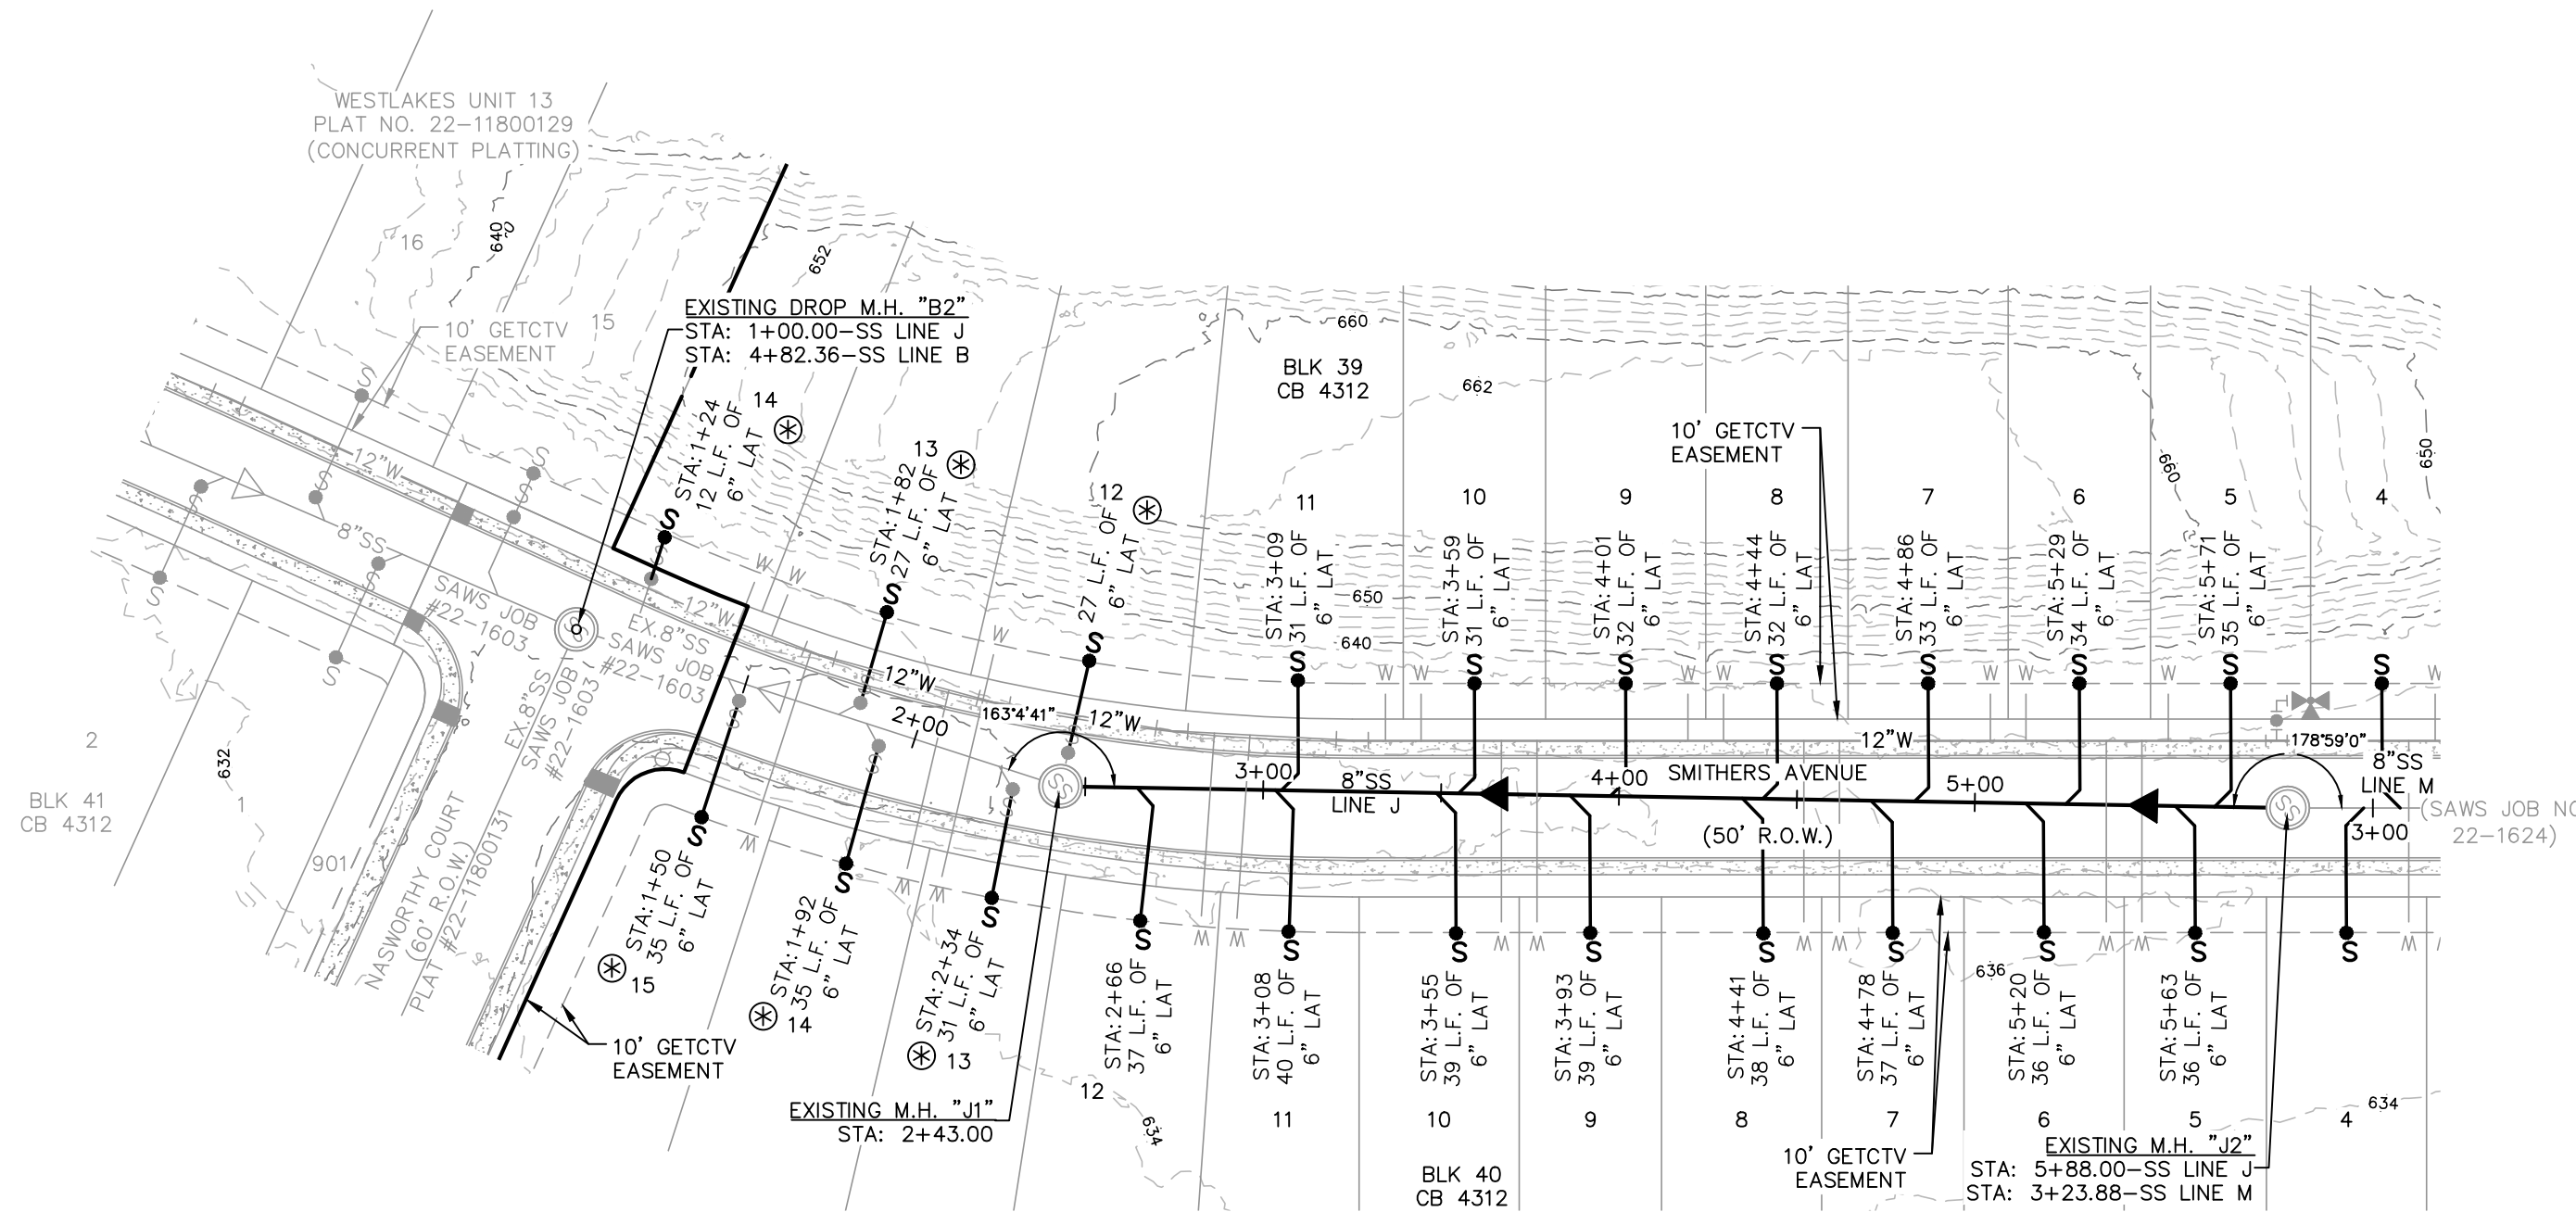 WESTLAKES UNIT 13
PLAT NO. 22-11800129
(CONCURRENT PLATTING)
16
640
652
EXISTING DROP M.H. "B2"
STA: 1+00.00-SS LINE J
STA: 4+82.36-SS LINE B
15
10' GETCTV
EASEMENT
660
BLK 39
CB 4312
662
14
STA:1+24
12 L.F. OF
6" LAT
13
STA:1+82
27 L.F. OF
6" LAT
12
27 L.F. OF
6" LAT
11
STA:3+09
31 L.F. OF
6" LAT
10
STA:3+59
31 L.F. OF
6" LAT
10' GETCTV
EASEMENT
9
STA:4+01
32 L.F. OF
6" LAT
8
STA:4+44
32 L.F. OF
6" LAT
7
STA:4+86
33 L.F. OF
6" LAT
6
STA:5+29
34 L.F. OF
6" LAT
660
5
STA:5+71
35 L.F. OF
6" LAT
650
4
650
640
S
S
S
S
S
S
S
S
S
S
S
12"W
8"SS
12"W
SAWS JOB
#22-1603
EX.8"SS
SAWS JOB
#22-1603
EX.8"SS
SAWS JOB
#22-1603
W
W
W
W
W
W
W
W
W
W
W
12"W
2+00
163°4'41"
12"W
12"W
178°59'0"
3+00
8"SS
LINE J
4+00
SMITHERS AVENUE
5+00
(50' R.O.W.)
8"SS
LINE M
3+00
(SAWS JOB NO
22-1624)
SS
SS
SS
2
632
BLK 41
CB 4312
1
901
NASWORTHY COURT
(60' R.O.W.)
PLAT #22-11800131
S
S
S
S
S
S
S
S
S
S
S
S
W
W
W
W
W
W
W
W
W
W
W
W
STA:1+50
35 L.F. OF
6" LAT
15
STA:1+92
35 L.F. OF
6" LAT
14
STA:2+34
31 L.F. OF
6" LAT
13
STA:2+66
37 L.F. OF
6" LAT
12
STA:3+08
40 L.F. OF
6" LAT
11
STA:3+55
39 L.F. OF
6" LAT
10
STA:3+93
39 L.F. OF
6" LAT
9
STA:4+41
38 L.F. OF
6" LAT
8
STA:4+78
37 L.F. OF
6" LAT
7
636
STA:5+20
36 L.F. OF
6" LAT
6
STA:5+63
36 L.F. OF
6" LAT
5
634
4
10' GETCTV
EASEMENT
EXISTING M.H. "J1"
STA: 2+43.00
634
BLK 40
CB 4312
10' GETCTV
EASEMENT
EXISTING M.H. "J2"
STA: 5+88.00-SS LINE J
STA: 3+23.88-SS LINE M